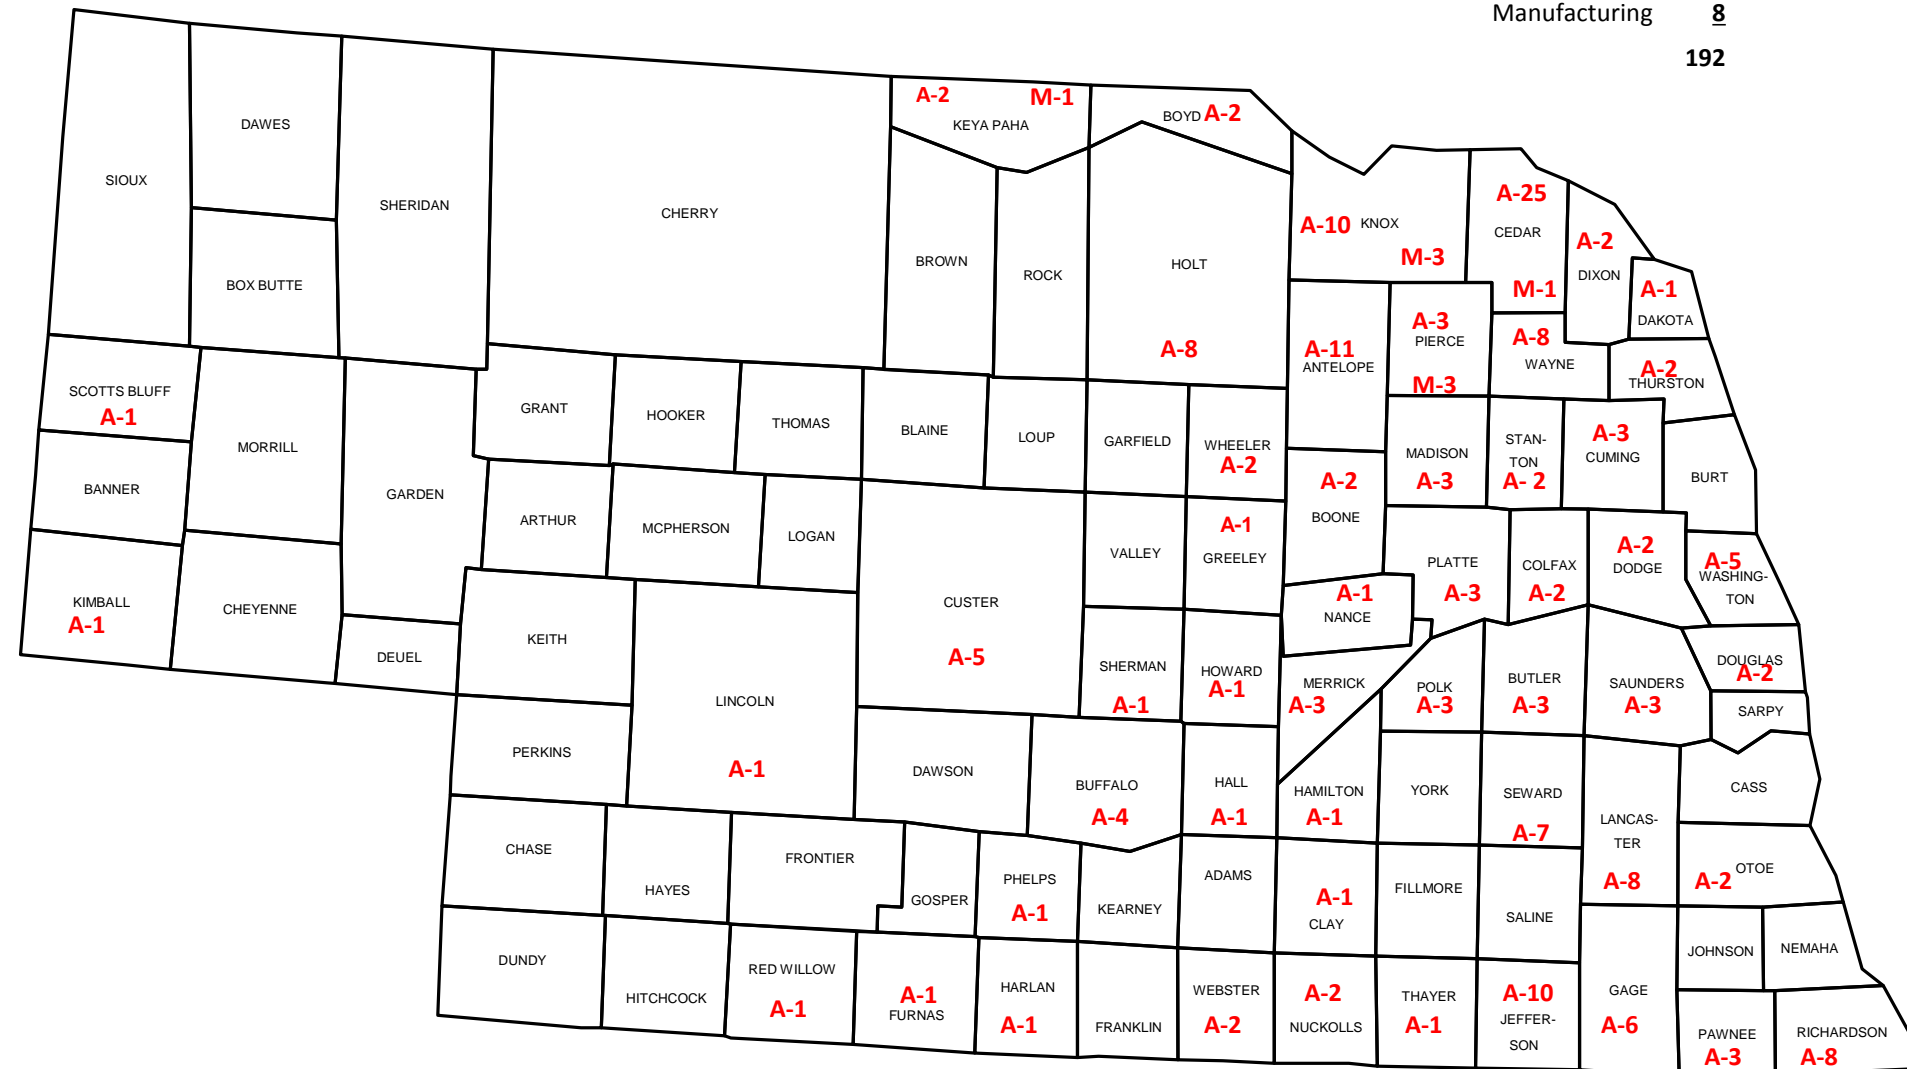 Manufacturing 8
192
A-2 M-1
KEYA PAHA
BOYD A-2
DAWES
SIOUX
SHERIDAN
CHERRY
BOX BUTTE
BROWN
ROCK
HOLT
A-8
A-10 KNOX
M-3
A-25
CEDAR
M-1
A-2
DIXON
A-1
DAKOTA
A-11
ANTELOPE
A-3
PIERCE
M-3
A-8
WAYNE
A-2
THURSTON
SCOTTS BLUFF
A-1
MORRILL
GARDEN
GRANT
HOOKER
THOMAS
BLAINE
LOUP
GARFIELD
WHEELER
A-2
A-2
BOONE
MADISON
A-3
STAN-
TON
A- 2
A-3
CUMING
BURT
BANNER
ARTHUR
MCPHERSON
LOGAN
CUSTER
A-5
VALLEY
A-1
GREELEY
A-1
NANCE
PLATTE
A-3
COLFAX
A-2
A-2
DODGE
A-5
WASHING-
TON
KIMBALL
A-1
CHEYENNE
DEUEL
KEITH
LINCOLN
A-1
SHERMAN
A-1
HOWARD
A-1
MERRICK
A-3
POLK
A-3
BUTLER
A-3
SAUNDERS
A-3
DOUGLAS
A-2
SARPY
PERKINS
DAWSON
BUFFALO
A-4
HALL
A-1
HAMILTON
A-1
YORK
SEWARD
A-7
LANCAS-
TER
A-8
CASS
OTOE
A-2
CHASE
HAYES
FRONTIER
GOSPER
PHELPS
A-1
KEARNEY
ADAMS
A-1
CLAY
FILLMORE
SALINE
DUNDY
HITCHCOCK
RED WILLOW
A-1
A-1
FURNAS
HARLAN
A-1
FRANKLIN
WEBSTER
A-2
A-2
NUCKOLLS
THAYER
A-1
A-10
JEFFER-
SON
GAGE
A-6
JOHNSON
NEMAHA
PAWNEE
A-3
RICHARDSON
A-8